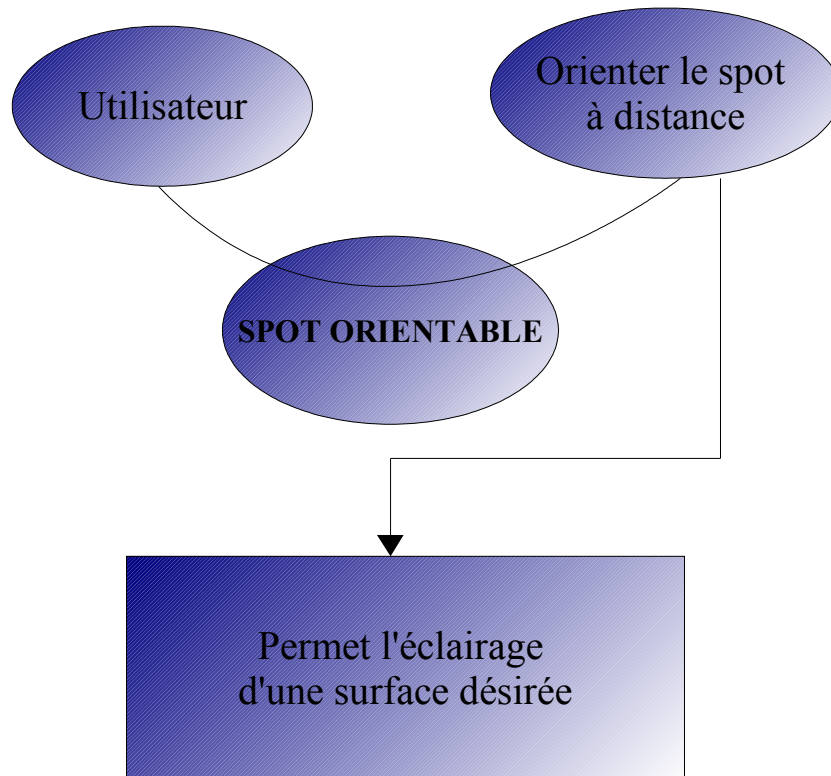 Utilisateur
Orienter le spot
à distance
SPOT ORIENTABLE
Permet l'éclairage
d'une surface désirée